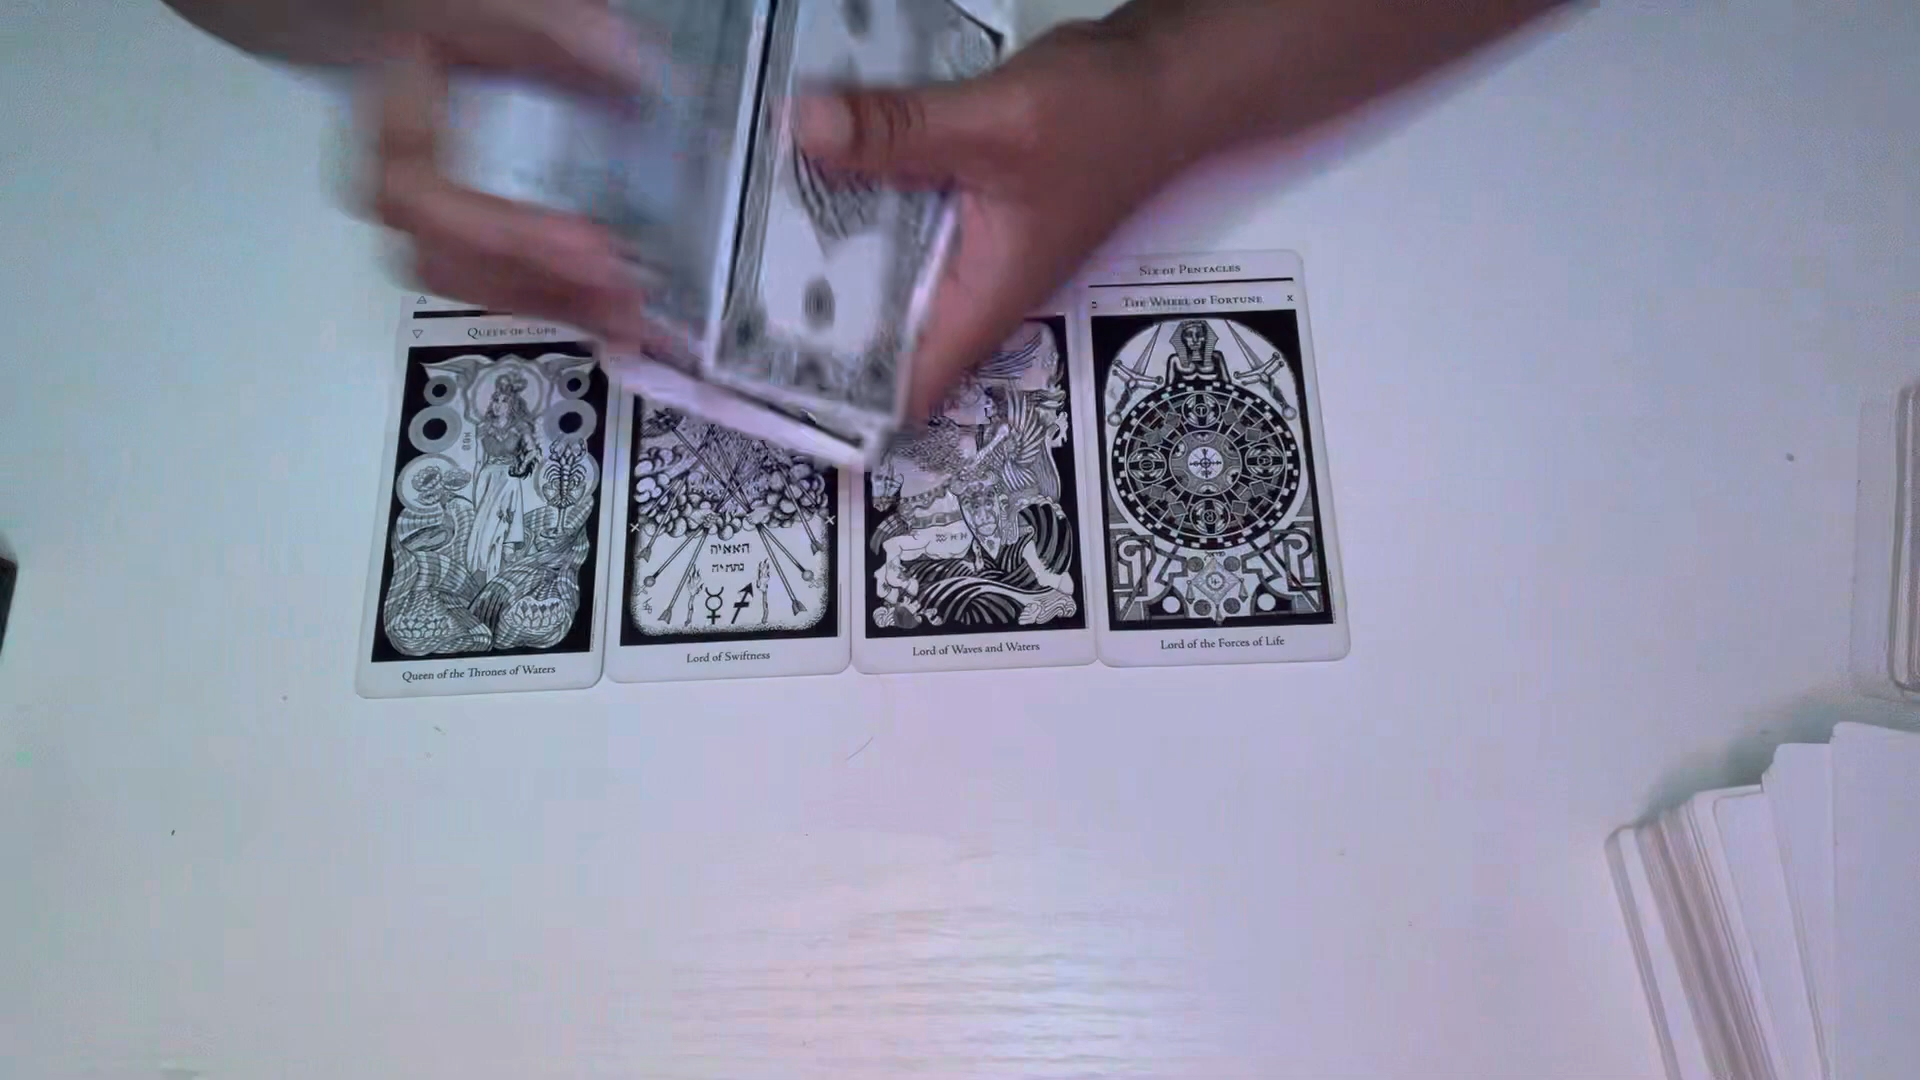 SIX OF PENTACLES
THE WHEEL OF FORTUNE X
QUEEN OF CUPS
האאיה
נתהיה
Queen of the Thrones of Waters
Lord of Swiftness
Lord of Waves and Waters
Lord of the Forces of Life